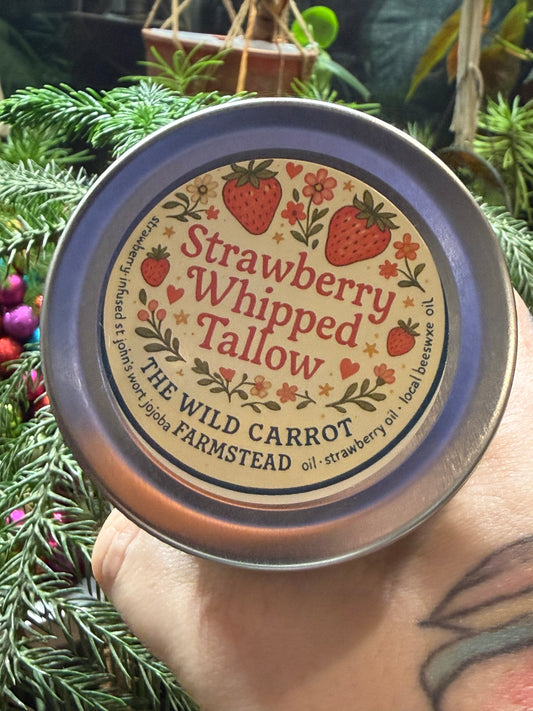 Strawberry
Whipped
Tallow
THE WILD CARROT
FARMSTEAD
strawberry-infused st john's wort jojoba
oil · strawberry oil · local beeswxe oil